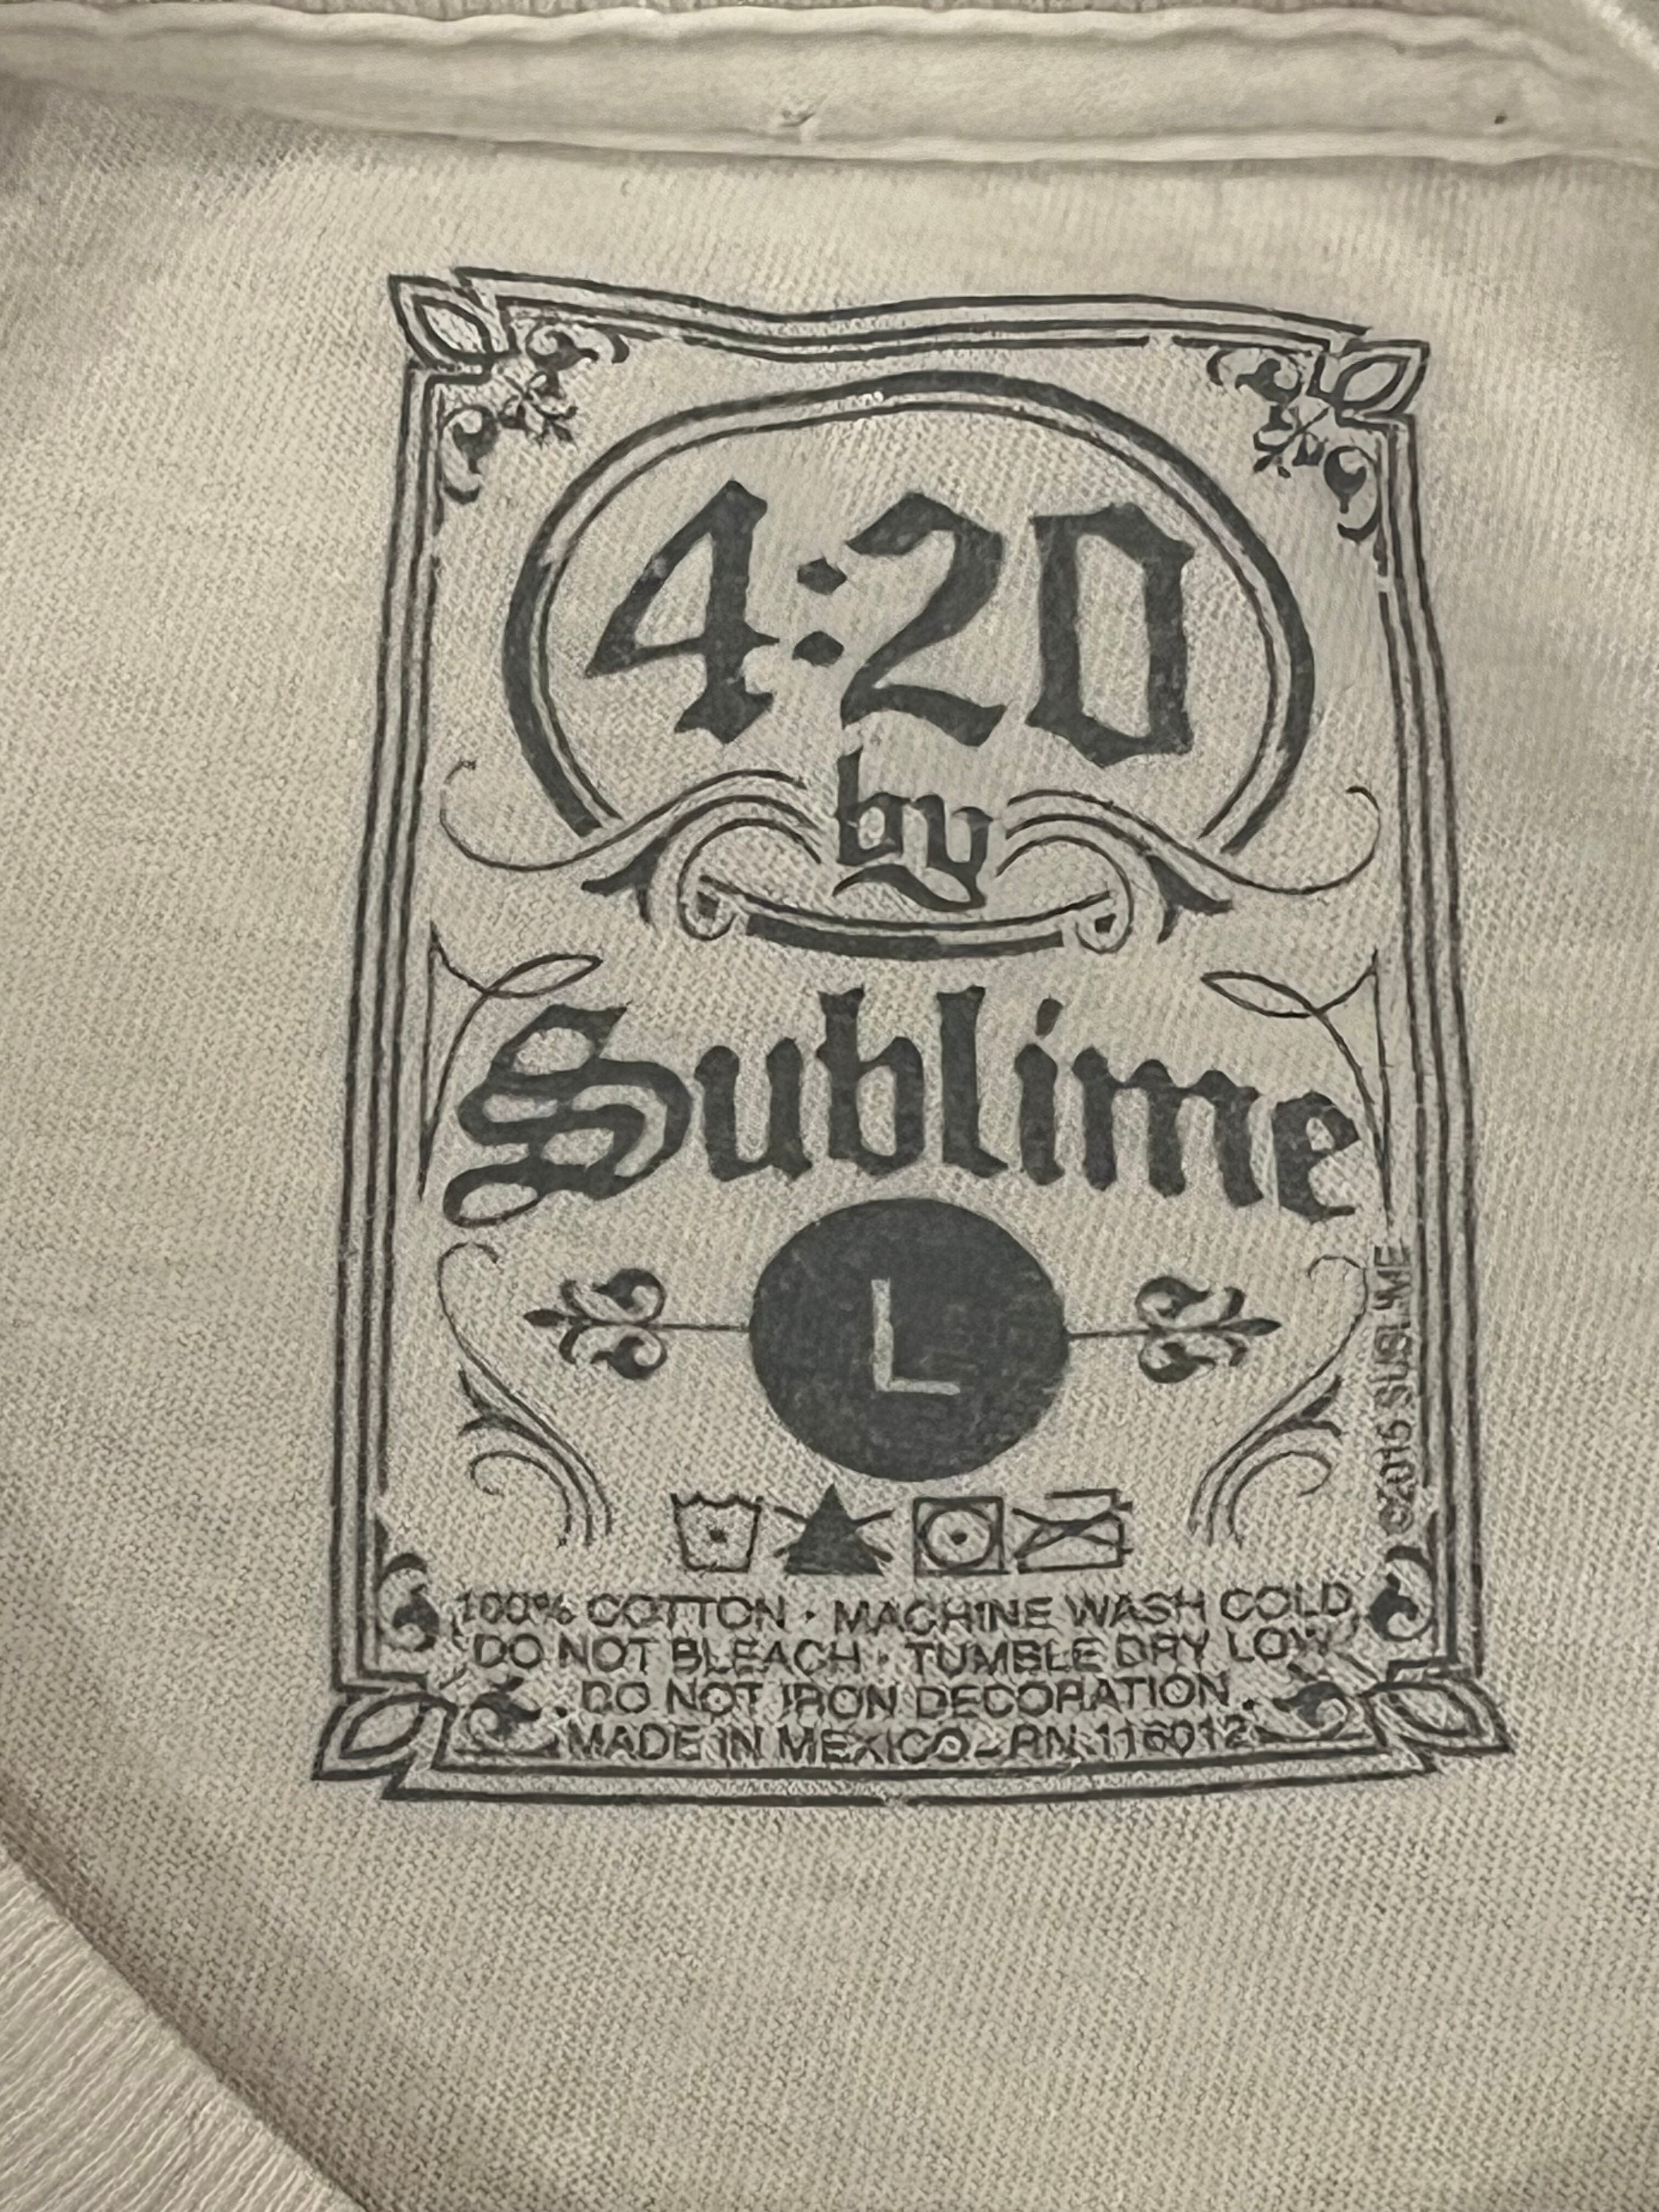 4:20
by
Sublime
L
©2015 SUBLIME
100% COTTON · MACHINE WASH COLD
DO NOT BLEACH · TUMBLE DRY LOW
DO NOT IRON DECORATION
MADE IN MEXICO - RN 116012